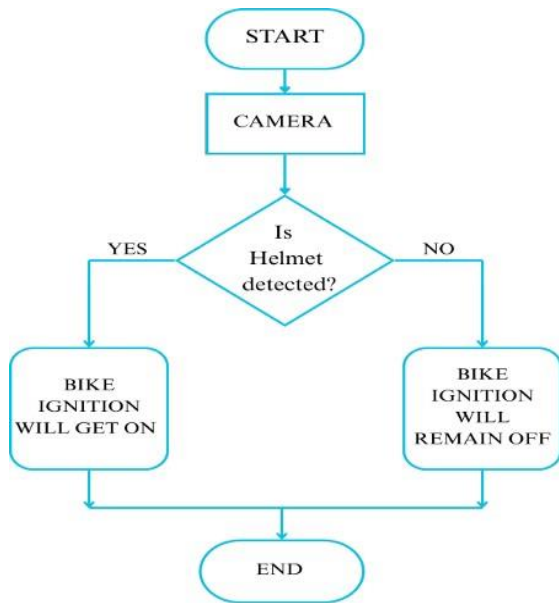 START
CAMERA
Is
Helmet
detected?
YES
NO
BIKE
IGNITION
WILL GET ON
BIKE
IGNITION
WILL
REMAIN OFF
END